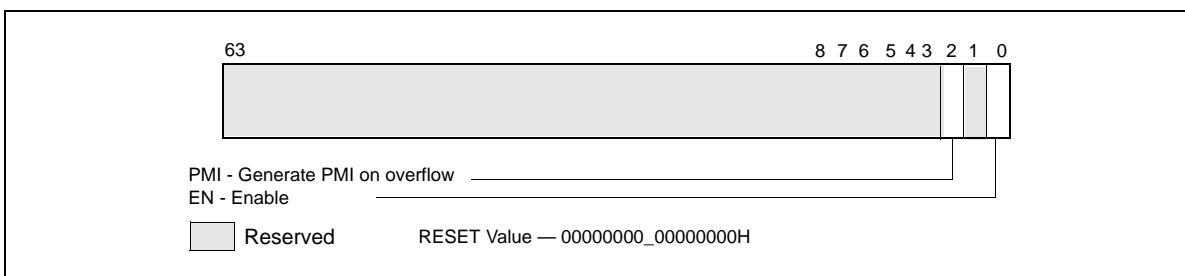 63 8 7 6 5 4 3 2 1 0
PMI - Generate PMI on overflow
EN - Enable
Reserved RESET Value — 00000000_00000000H